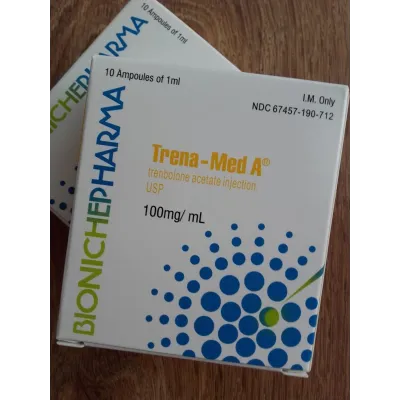 10 Ampoules of 1ml
BIONICHEPHARMA
10 Ampoules of 1ml
I.M. Only
NDC 67457-190-712
Trena-Med A®
trenbolone acetate injection
USP
100mg/ mL
BIONICHEPHARMA